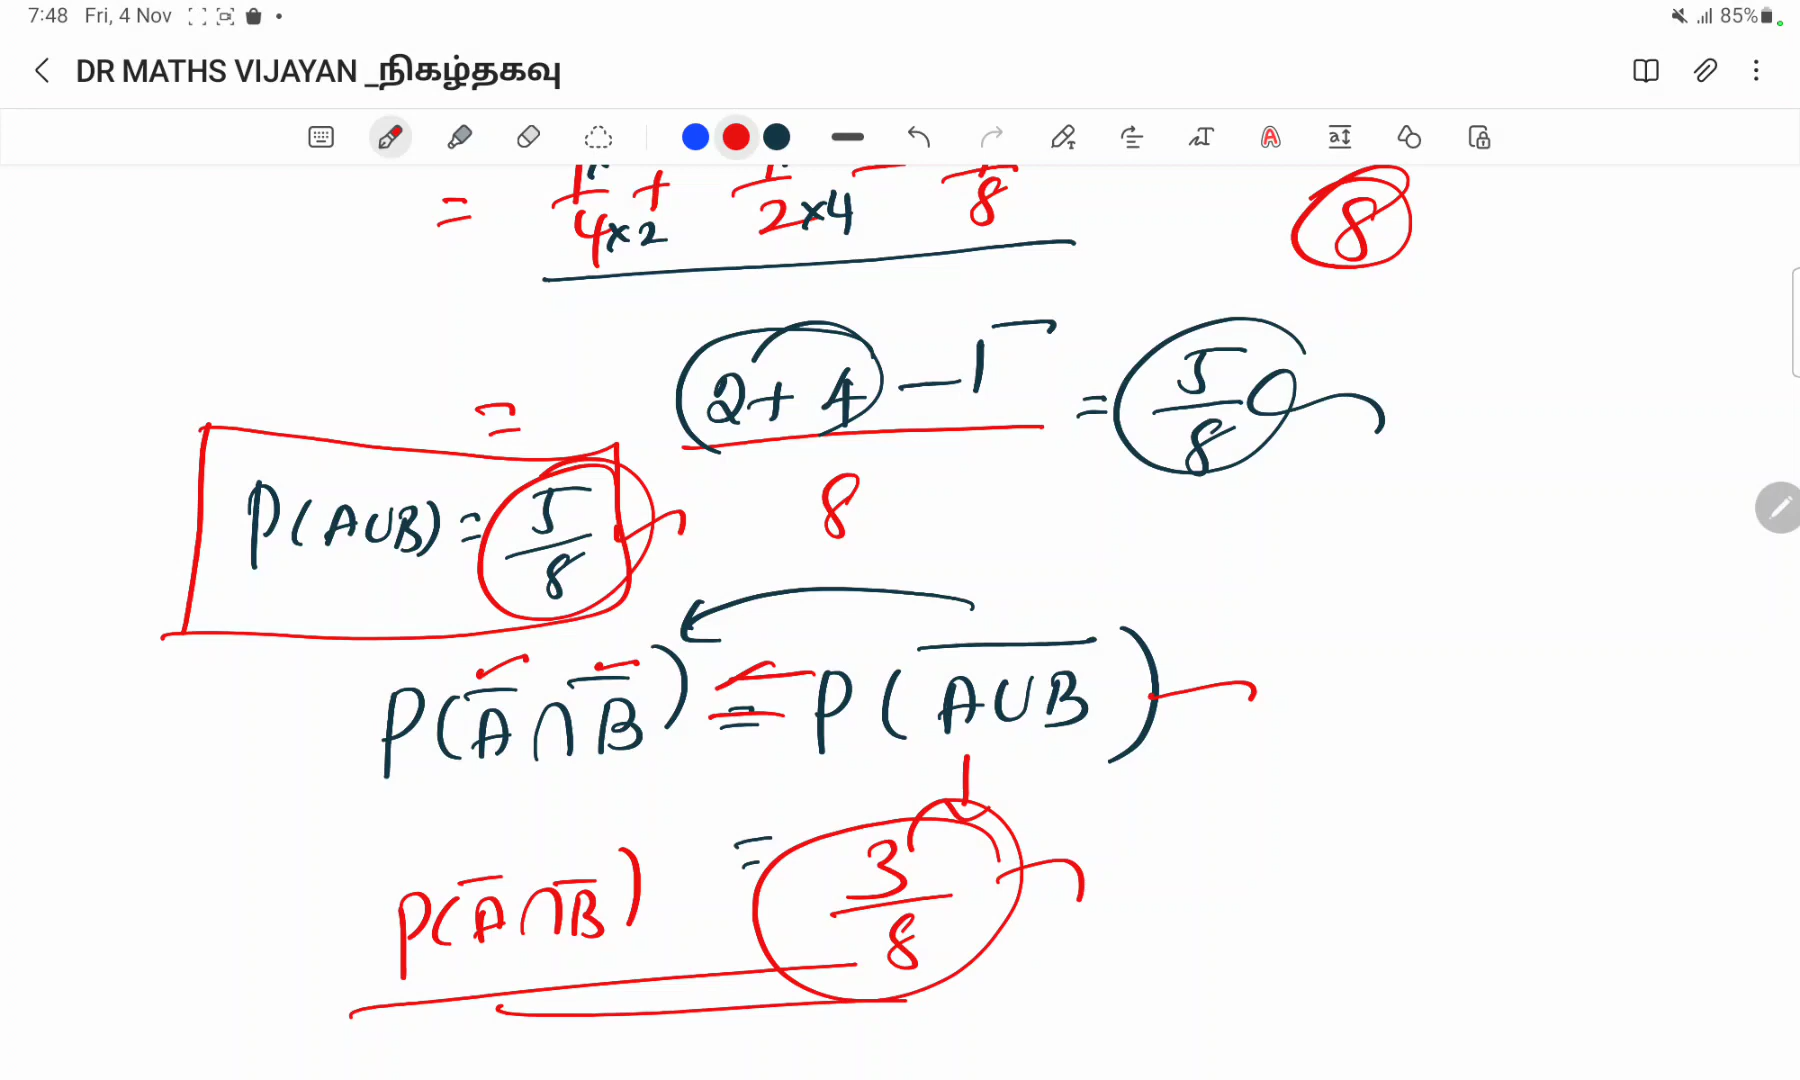 7:48 Fri, 4 Nov 85%
DR MATHS VIJAYAN _நிகழ்தகவு
= 1/4×2 + 1/2×4 − 1/8 8
= (2+4 − 1)/8 = 5/8
P(A∪B) = 5/8
P(A̅∩B̅) = P(A∪B)̅
P(A̅∩B̅) = 3/8